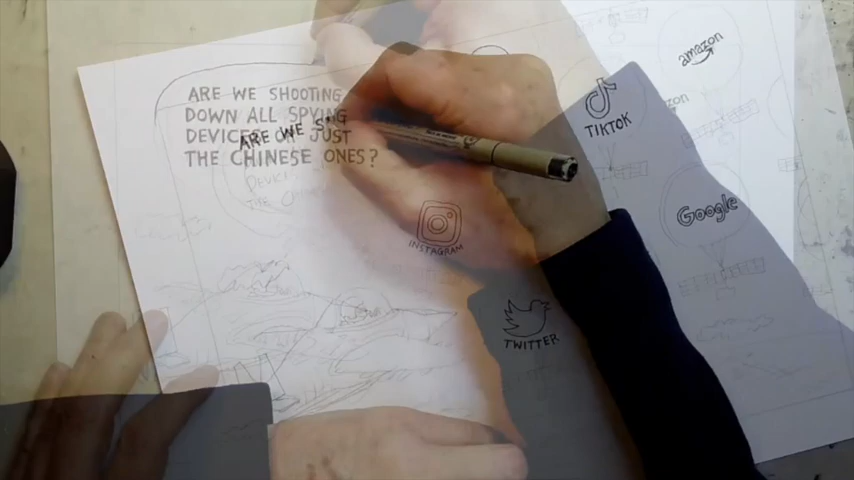 ARE WE SHOOTING
DOWN ALL SPYING
DEVICES OR JUST
THE CHINESE ONES?
ARE WE S
INSTAGRAM
TWITTER
TIKTOK
amazon
Google